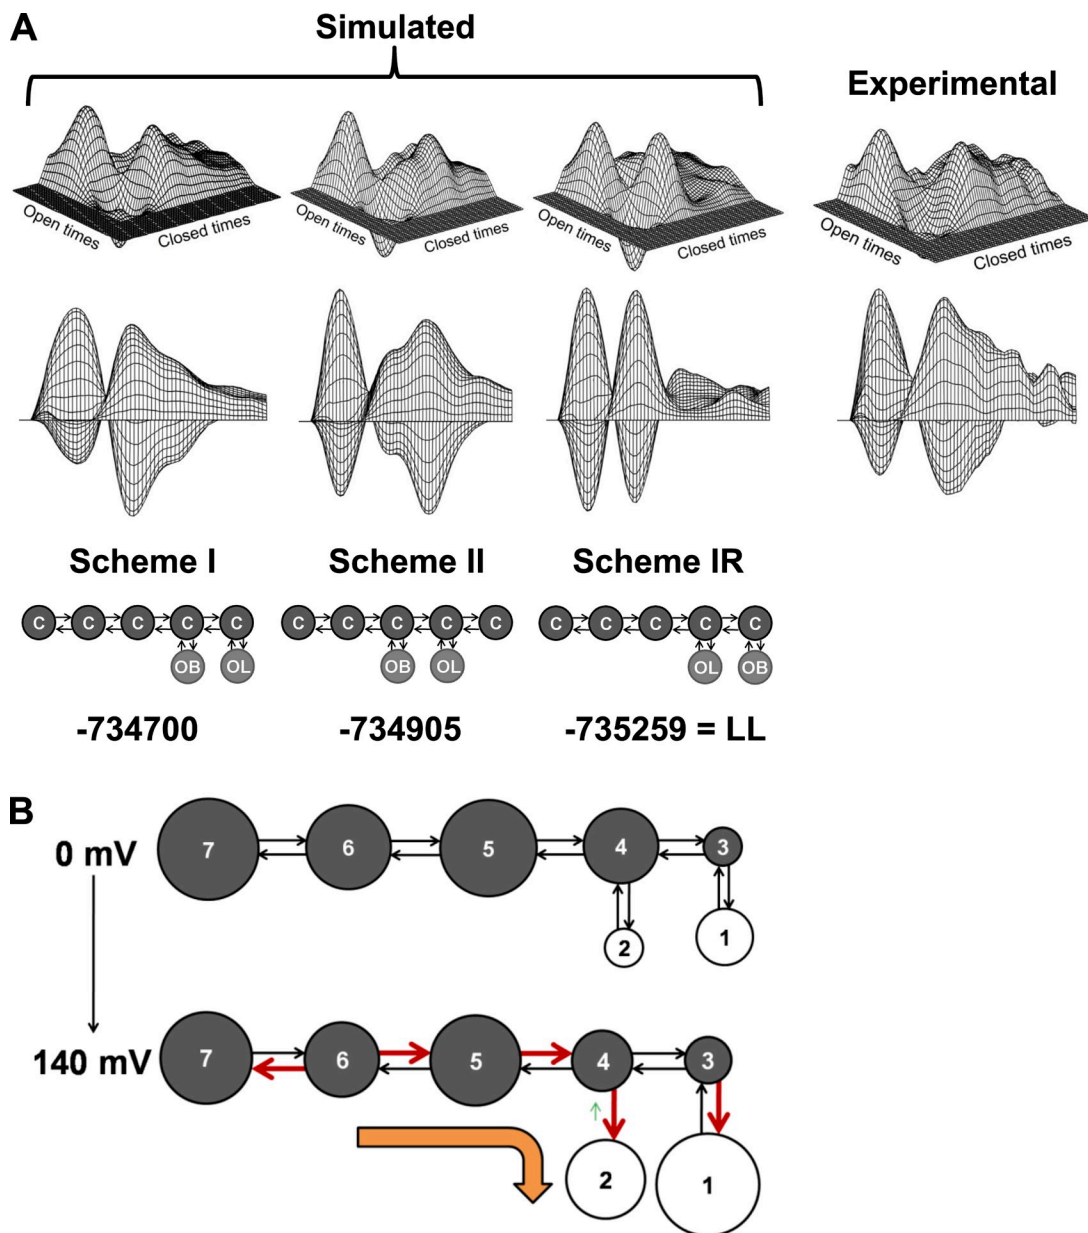 A
Simulated
Experimental
Open times
Closed times
Open times
Closed times
Open times
Closed times
Open times
Closed times
Scheme I
Scheme II
Scheme IR
C C C C C
C C C C C
C C C C C
OB OL
OB OL
OL OB
-734700
-734905
-735259 = LL
B
0 mV
7 6 5 4 3
2 1
140 mV
7 6 5 4 3
2 1